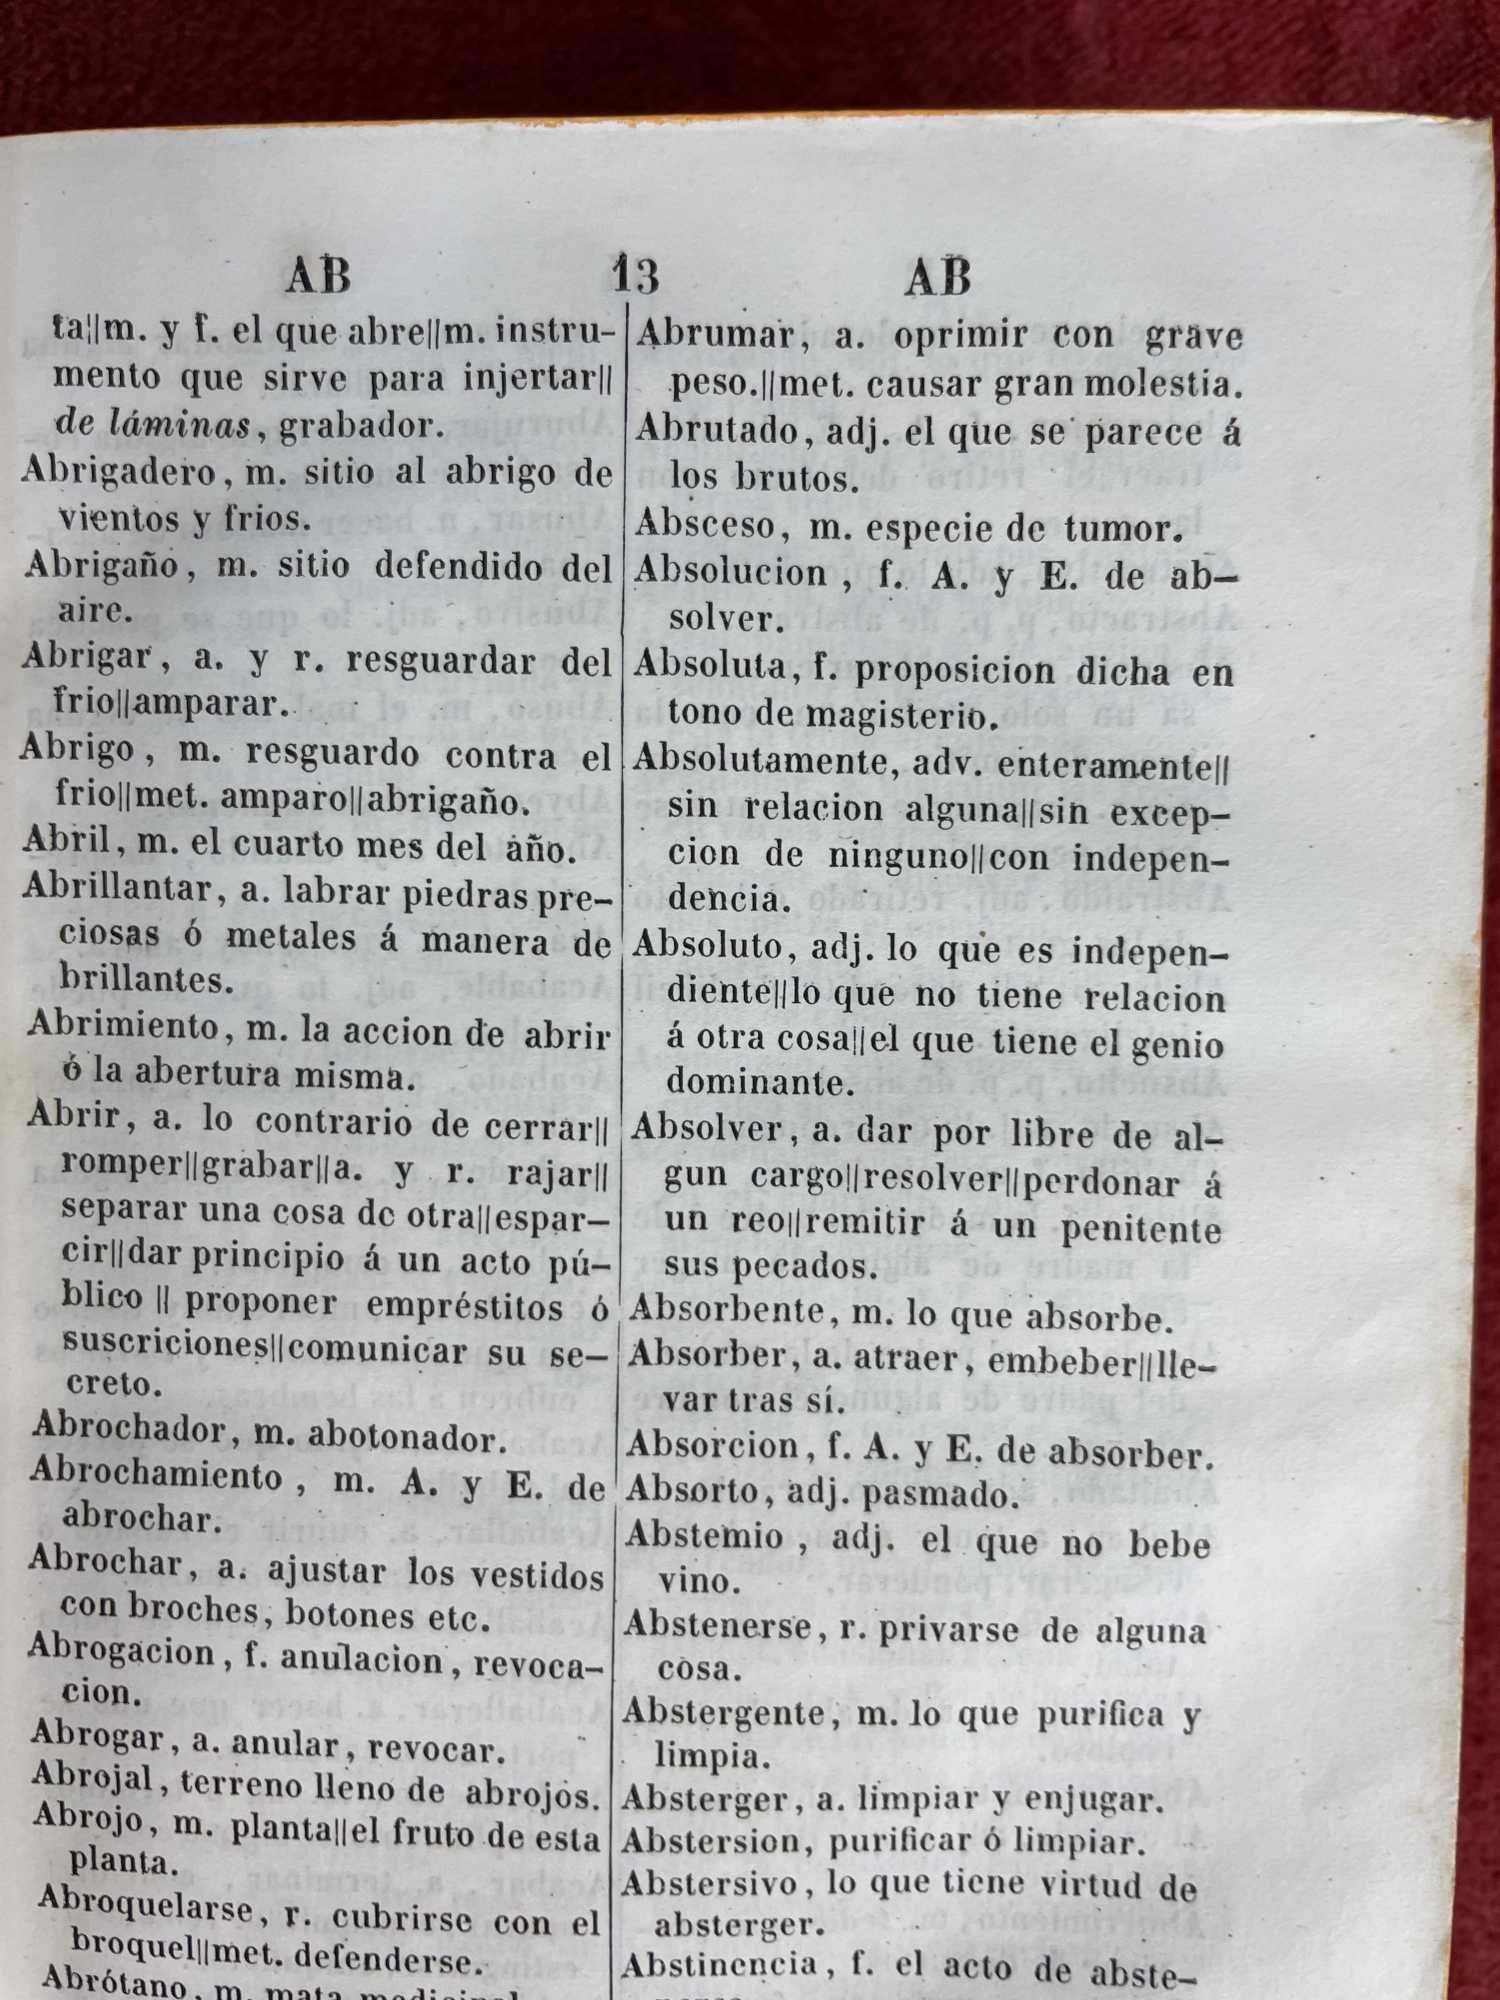 AB 13 AB
ta||m. y f. el que abre||m. instru-
mento que sirve para injertar||
de láminas, grabador.
Abrigadero, m. sitio al abrigo de
vientos y frios.
Abrigaño, m. sitio defendido del
aire.
Abrigar, a. y r. resguardar del
frio||amparar.
Abrigo, m. resguardo contra el
frio||met. amparo||abrigaño.
Abril, m. el cuarto mes del año.
Abrillantar, a. labrar piedras pre-
ciosas ó metales á manera de
brillantes.
Abrimiento, m. la accion de abrir
ó la abertura misma.
Abrir, a. lo contrario de cerrar||
romper||grabar||a. y r. rajar||
separar una cosa de otra||espar-
cir||dar principio á un acto pú-
blico || proponer empréstitos ó
suscriciones||comunicar su se-
creto.
Abrochador, m. abotonador.
Abrochamiento, m. A. y E. de
abrochar.
Abrochar, a. ajustar los vestidos
con broches, botones etc.
Abrogacion, f. anulacion, revoca-
cion.
Abrogar, a. anular, revocar.
Abrojal, terreno lleno de abrojos.
Abrojo, m. planta||el fruto de esta
planta.
Abroquelarse, r. cubrirse con el
broquel||met. defenderse.
Abrótano, m. mata medicinal
Abrumar, a. oprimir con grave
peso.||met. causar gran molestia.
Abrutado, adj. el que se parece á
los brutos.
Absceso, m. especie de tumor.
Absolucion, f. A. y E. de ab-
solver.
Absoluta, f. proposicion dicha en
tono de magisterio.
Absolutamente, adv. enteramente||
sin relacion alguna||sin excep-
cion de ninguno||con indepen-
dencia.
Absoluto, adj. lo que es indepen-
diente||lo que no tiene relacion
á otra cosa||el que tiene el genio
dominante.
Absolver, a. dar por libre de al-
gun cargo||resolver||perdonar á
un reo||remitir á un penitente
sus pecados.
Absorbente, m. lo que absorbe.
Absorber, a. atraer, embeber||lle-
var tras sí.
Absorcion, f. A. y E. de absorber.
Absorto, adj. pasmado.
Abstemio, adj. el que no bebe
vino.
Abstenerse, r. privarse de alguna
cosa.
Abstergente, m. lo que purifica y
limpia.
Absterger, a. limpiar y enjugar.
Abstersion, purificar ó limpiar.
Abstersivo, lo que tiene virtud de
absterger.
Abstinencia, f. el acto de abste-